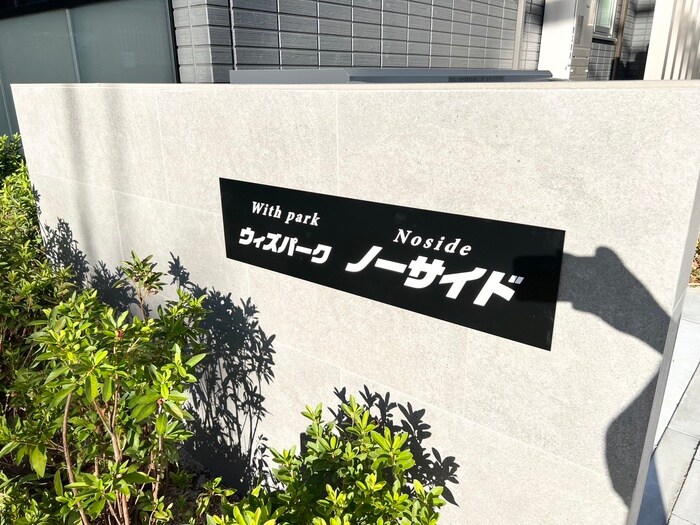 With park
ウィズパーク
Noside
ノーサイド